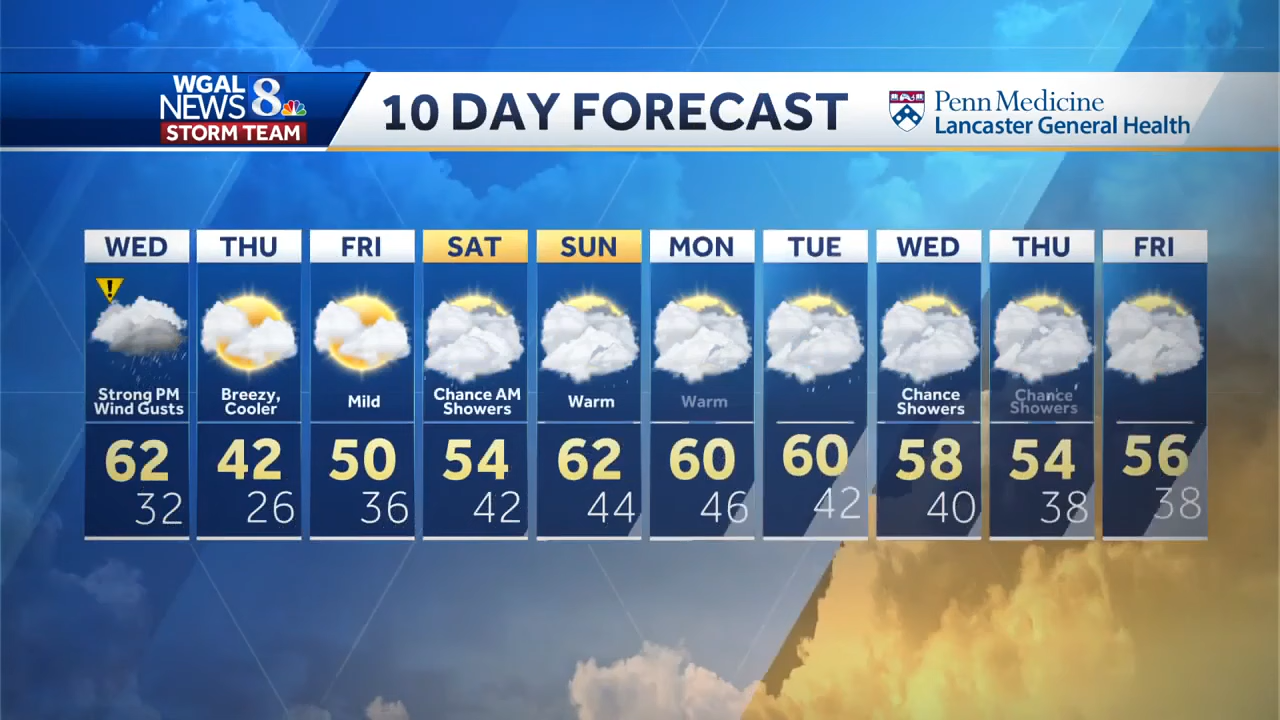 WGAL
NEWS 8
STORM TEAM
10 DAY FORECAST
Penn Medicine
Lancaster General Health
WED THU FRI SAT SUN MON TUE WED THU FRI
!
Strong PM
Wind Gusts
Breezy,
Cooler
Mild
Chance AM
Showers
Warm
Warm
Chance
Showers
Chance
Showers
62 42 50 54 62 60 60 58 54 56
32 26 36 42 44 46 42 40 38 38